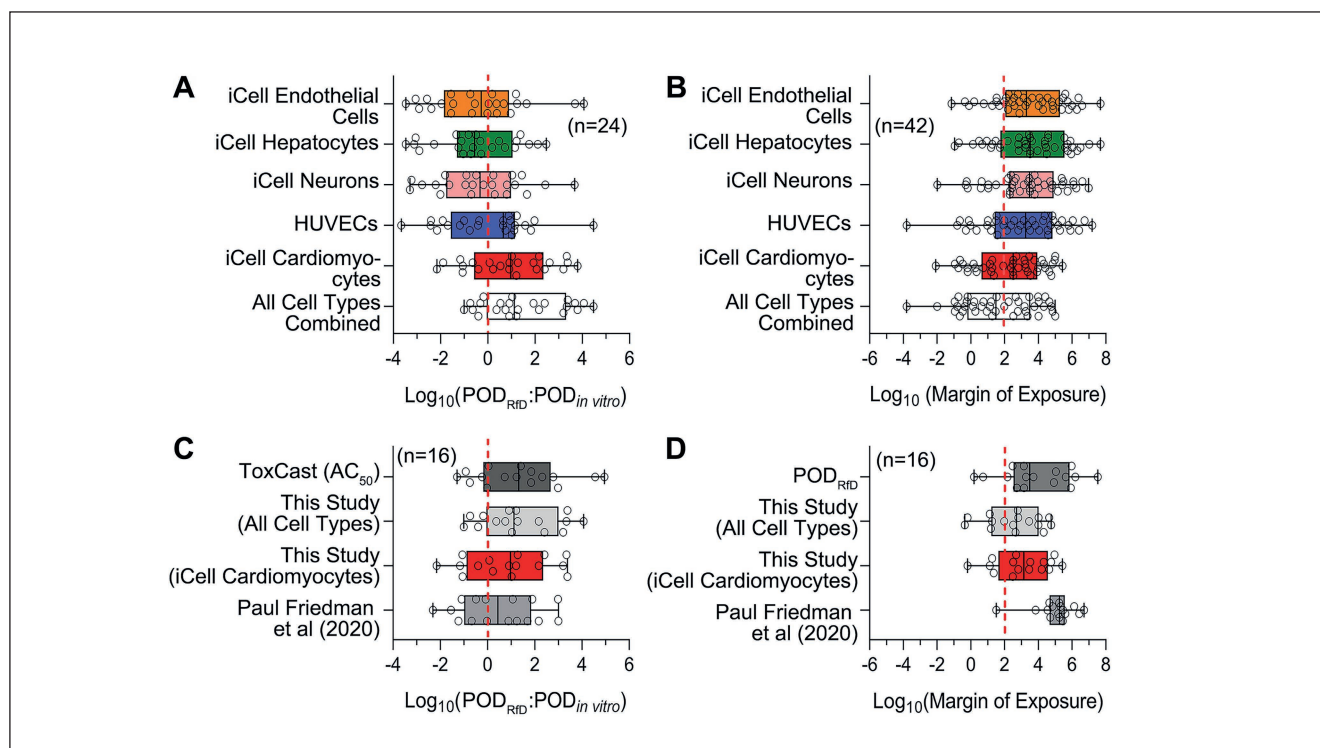 A
iCell Endothelial
Cells
(n=24)
iCell Hepatocytes
iCell Neurons
HUVECs
iCell Cardiomyo-
cytes
All Cell Types
Combined
-4 -2 0 2 4 6
Log10(PODRfD:PODin vitro)
B
iCell Endothelial
Cells
(n=42)
iCell Hepatocytes
iCell Neurons
HUVECs
iCell Cardiomyo-
cytes
All Cell Types
Combined
-4 -2 0 2 4 6 8
Log10 (Margin of Exposure)
C
(n=16)
ToxCast (AC50)
This Study
(All Cell Types)
This Study
(iCell Cardiomyocytes)
Paul Friedman
et al (2020)
-4 -2 0 2 4 6
Log10(PODRfD:PODin vitro)
D
(n=16)
PODRfD
This Study
(All Cell Types)
This Study
(iCell Cardiomyocytes)
Paul Friedman
et al (2020)
-4 -2 0 2 4 6 8
Log10(Margin of Exposure)